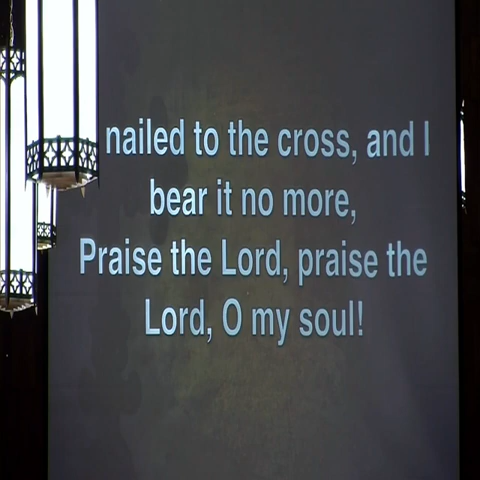 nailed to the cross, and I
bear it no more,
Praise the Lord, praise the
Lord, O my soul!